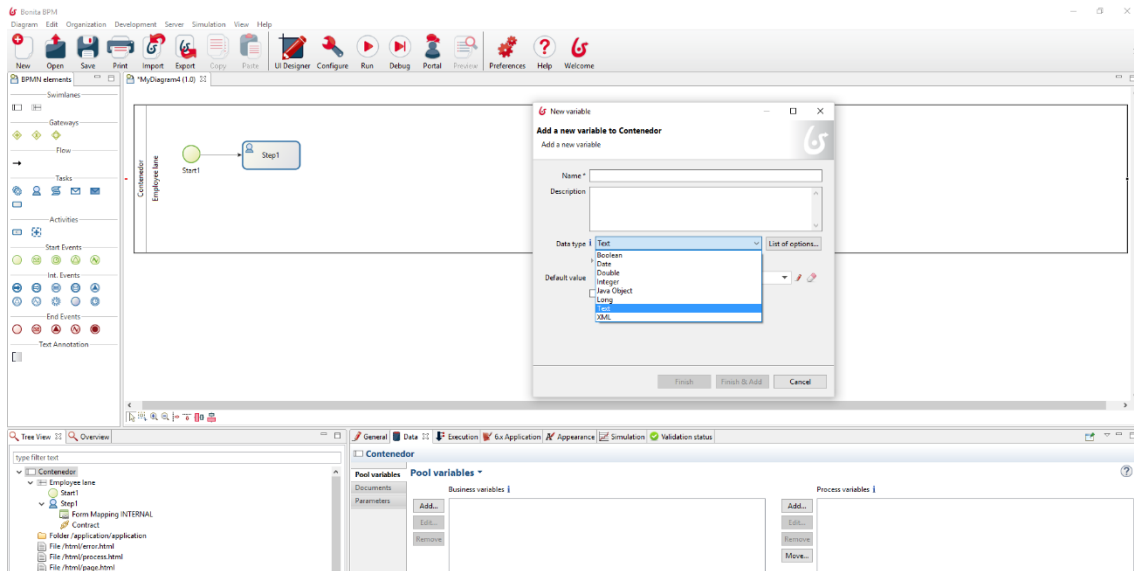 Bonita BPM
Diagram Edit Organization Development Server Simulation View Help
New Open Save Print Import Export Copy Paste UI Designer Configure Run Debug Portal Preview Preferences Help Welcome
BPMN elements
*MyDiagram4 (1.0)
Swimlanes
Gateways
Flow
Tasks
Activities
Start Events
Int. Events
End Events
Text Annotation
Contenedor
Employee lane
Start1
Step1
New variable
Add a new variable to Contenedor
Add a new variable
Name *
Description
Data type Text List of options...
Boolean
Date
Double
Integer
Java Object
Long
Text
XML
Default value
Finish Finish & Add Cancel
Tree View Overview
type filter text
Contenedor
Employee lane
Start1
Step1
Form Mapping INTERNAL
Contract
Folder /application/application
File /html/error.html
File /html/process.html
File /html/page.html
General Data Execution 6.x Application Appearance Simulation Validation status
Contenedor
Pool variables
Documents
Parameters
Pool variables
Business variables
Add...
Edit...
Remove
Process variables
Add...
Edit...
Remove
Move...